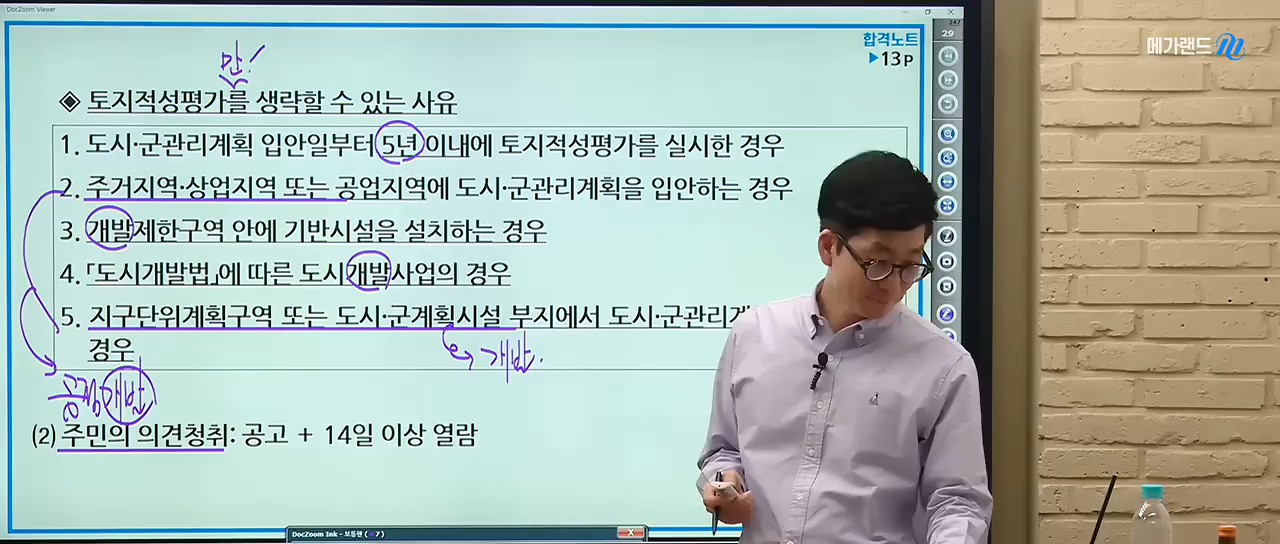 DocZoom Viewer
247
29
합격노트
▶13P
메가랜드
만!
◈ 토지적성평가를 생략할 수 있는 사유
1. 도시·군관리계획 입안일부터 5년 이내에 토지적성평가를 실시한 경우
2. 주거지역·상업지역 또는 공업지역에 도시·군관리계획을 입안하는 경우
3. 개발제한구역 안에 기반시설을 설치하는 경우
4. 「도시개발법」에 따른 도시개발사업의 경우
5. 지구단위계획구역 또는 도시·군계획시설 부지에서 도시·군관리계
경우
개발.
개발
(2) 주민의 의견청취: 공고 + 14일 이상 열람
DocZoom Ink - 보통펜 ( 7)